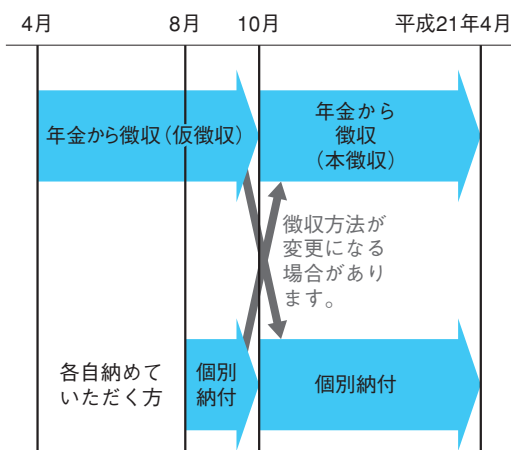 4月 8月 10月 平成21年4月
年金から徴収(仮徴収)
年金から
徴収
(本徴収)
徴収方法が
変更になる
場合があり
ます。
各自納めて
いただく方
個別
納付
個別納付